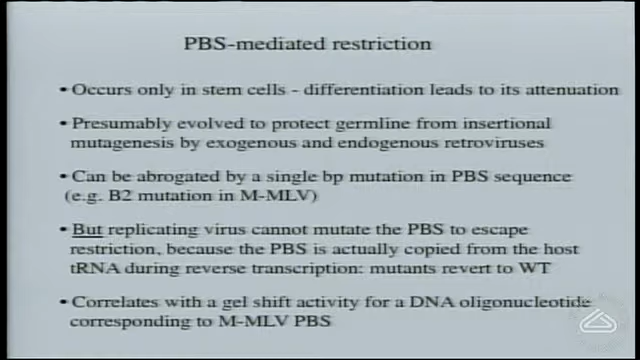 PBS-mediated restriction
• Occurs only in stem cells - differentiation leads to its attenuation
• Presumably evolved to protect germline from insertional
mutagenesis by exogenous and endogenous retroviruses
• Can be abrogated by a single bp mutation in PBS sequence
(e.g. B2 mutation in M-MLV)
• But replicating virus cannot mutate the PBS to escape
restriction, because the PBS is actually copied from the host
tRNA during reverse transcription: mutants revert to WT
• Correlates with a gel shift activity for a DNA oligonucleotide
corresponding to M-MLV PBS